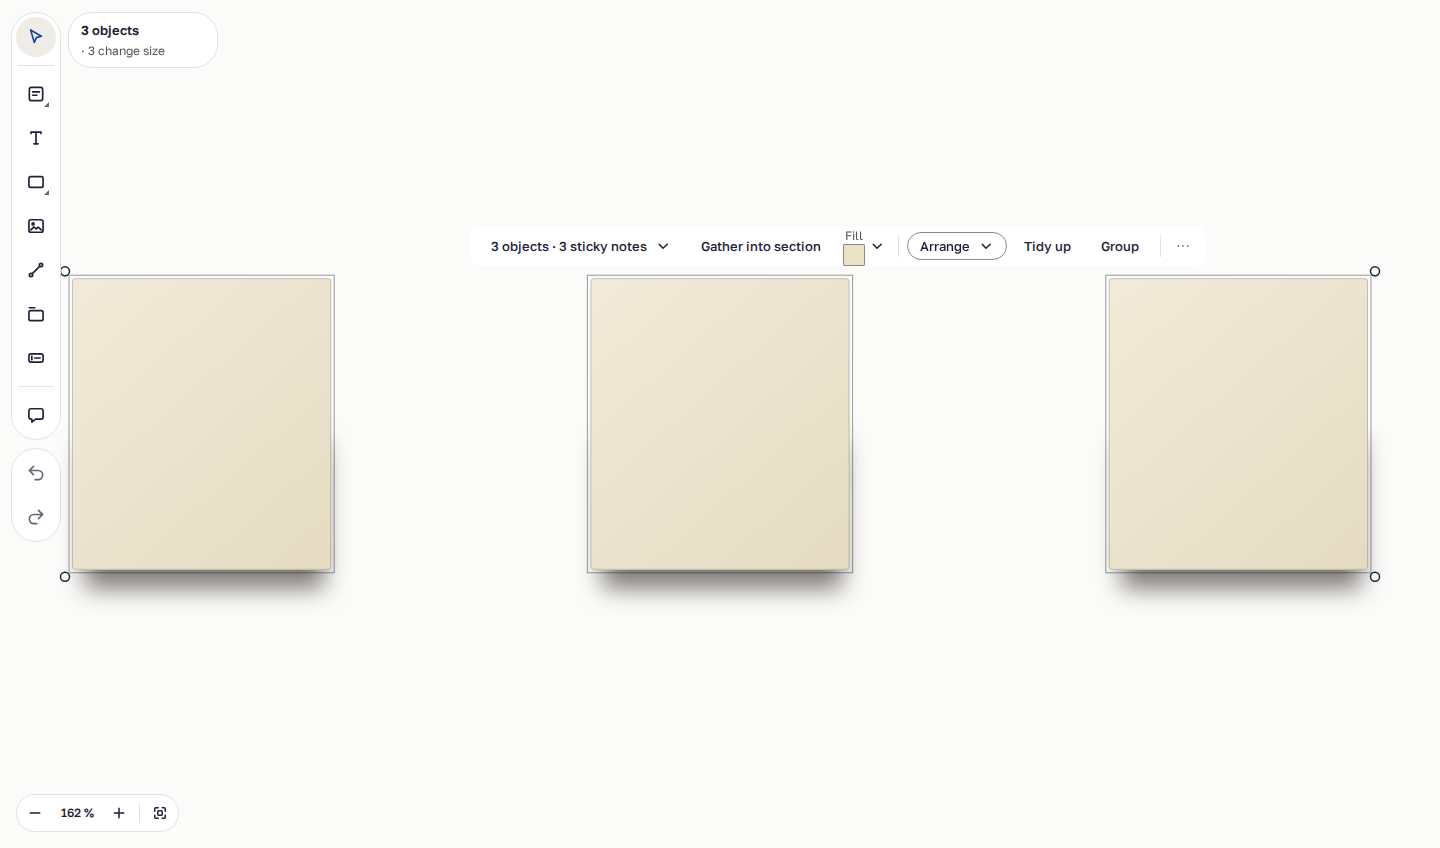 3 objects
· 3 change size
3 objects · 3 sticky notes
Gather into section
Fill
Arrange
Tidy up
Group
162 %